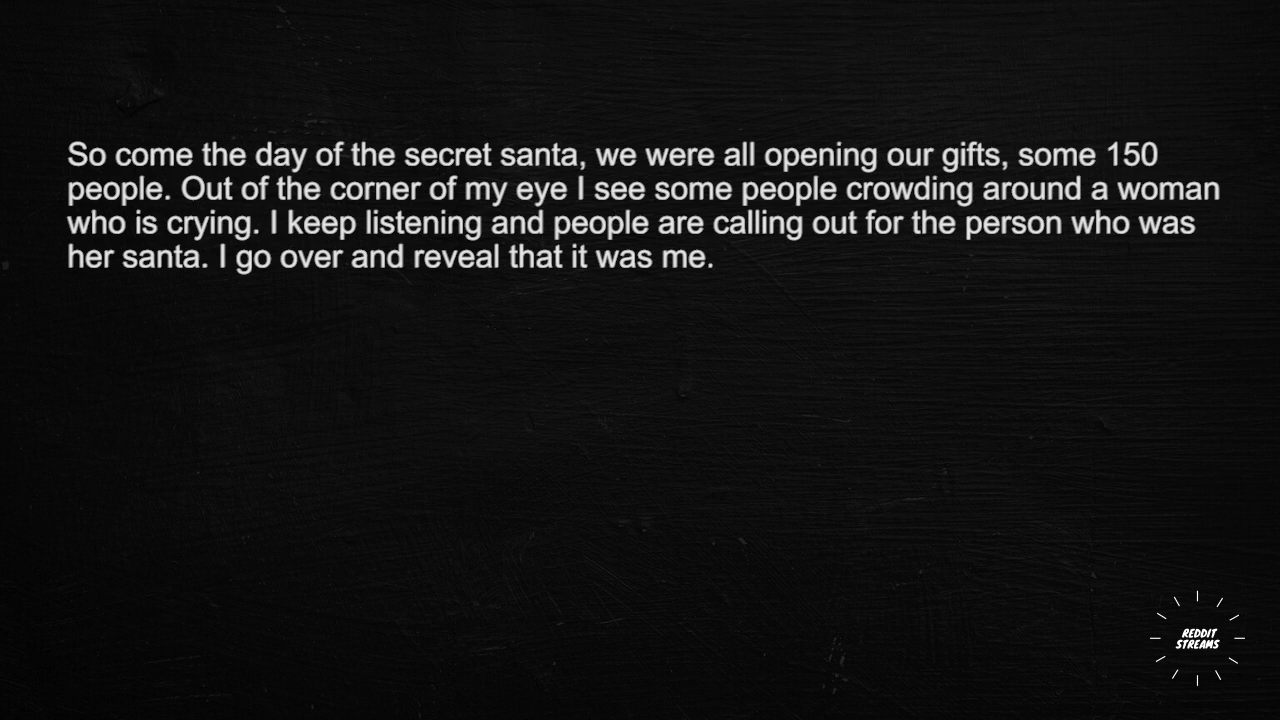 So come the day of the secret santa, we were all opening our gifts, some 150
people. Out of the corner of my eye I see some people crowding around a woman
who is crying. I keep listening and people are calling out for the person who was
her santa. I go over and reveal that it was me.
REDDIT
STREAMS